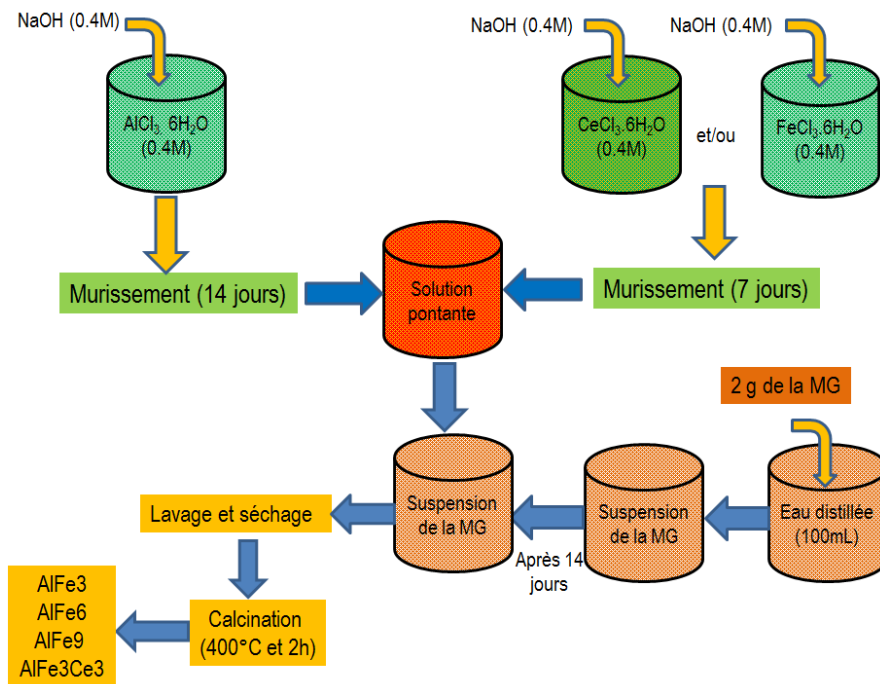 NaOH (0.4M)
NaOH (0.4M)
NaOH (0.4M)
AlCl3. 6H2O
(0.4M)
CeCl3.6H2O
(0.4M)
et/ou
FeCl3.6H2O
(0.4M)
Murissement (14 jours)
Solution
pontante
Murissement (7 jours)
2 g de la MG
Lavage et séchage
Suspension
de la MG
Après 14
jours
Suspension
de la MG
Eau distillée
(100mL)
Calcination
(400°C et 2h)
AlFe3
AlFe6
AlFe9
AlFe3Ce3